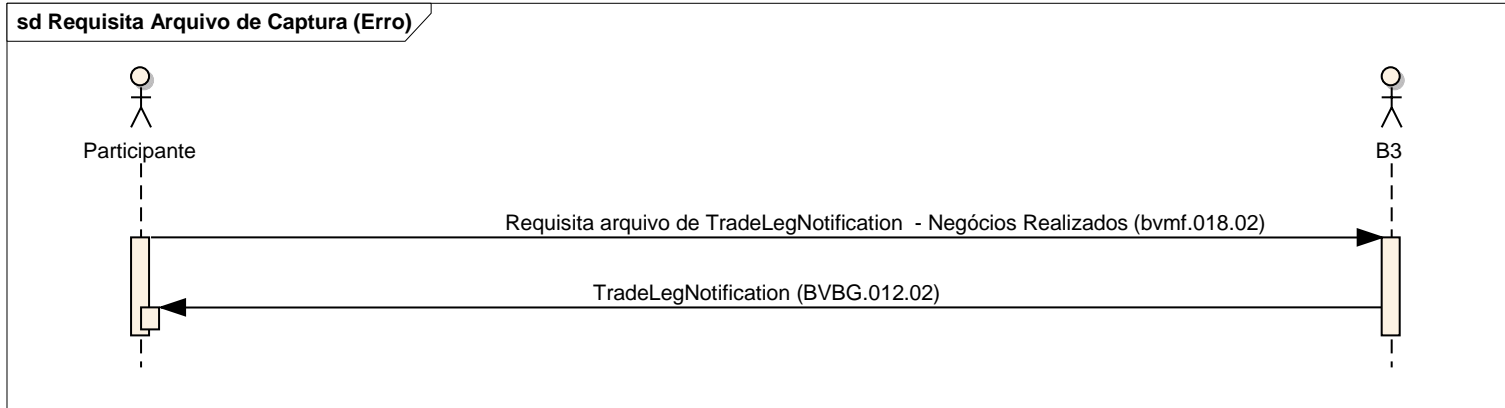 sd Requisita Arquivo de Captura (Erro)
Participante
B3
Requisita arquivo de TradeLegNotification - Negócios Realizados (bvmf.018.02)
TradeLegNotification (BVBG.012.02)